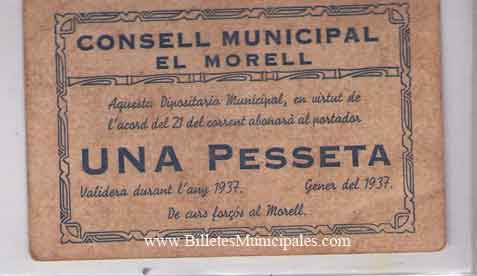 CONSELL MUNICIPAL
EL MORELL
Aquesta Dipositaria Municipal, en virtut de
l'acord del 21 del corrent abonarà al portador
UNA PESSETA
Validera durant l'any 1937. Gener del 1937.
De curs forçós al Morell.
www.BilletesMunicipales.com